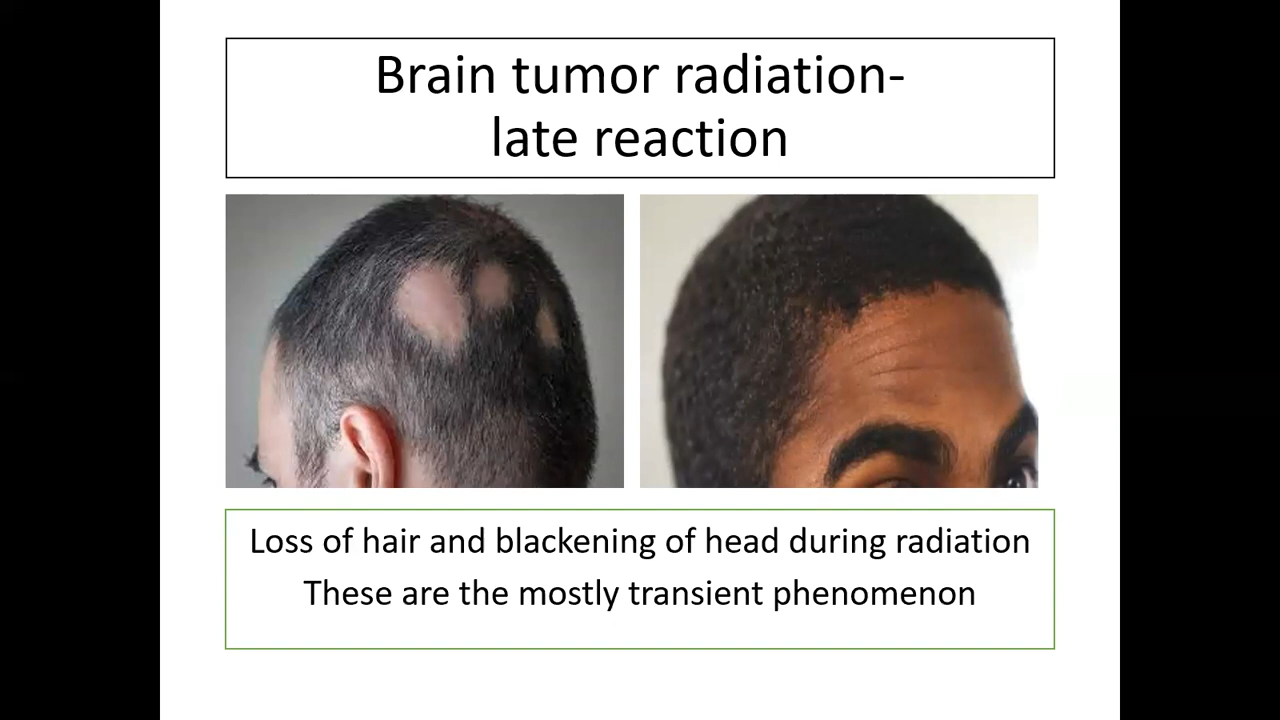 Brain tumor radiation-
late reaction
Loss of hair and blackening of head during radiation
These are the mostly transient phenomenon